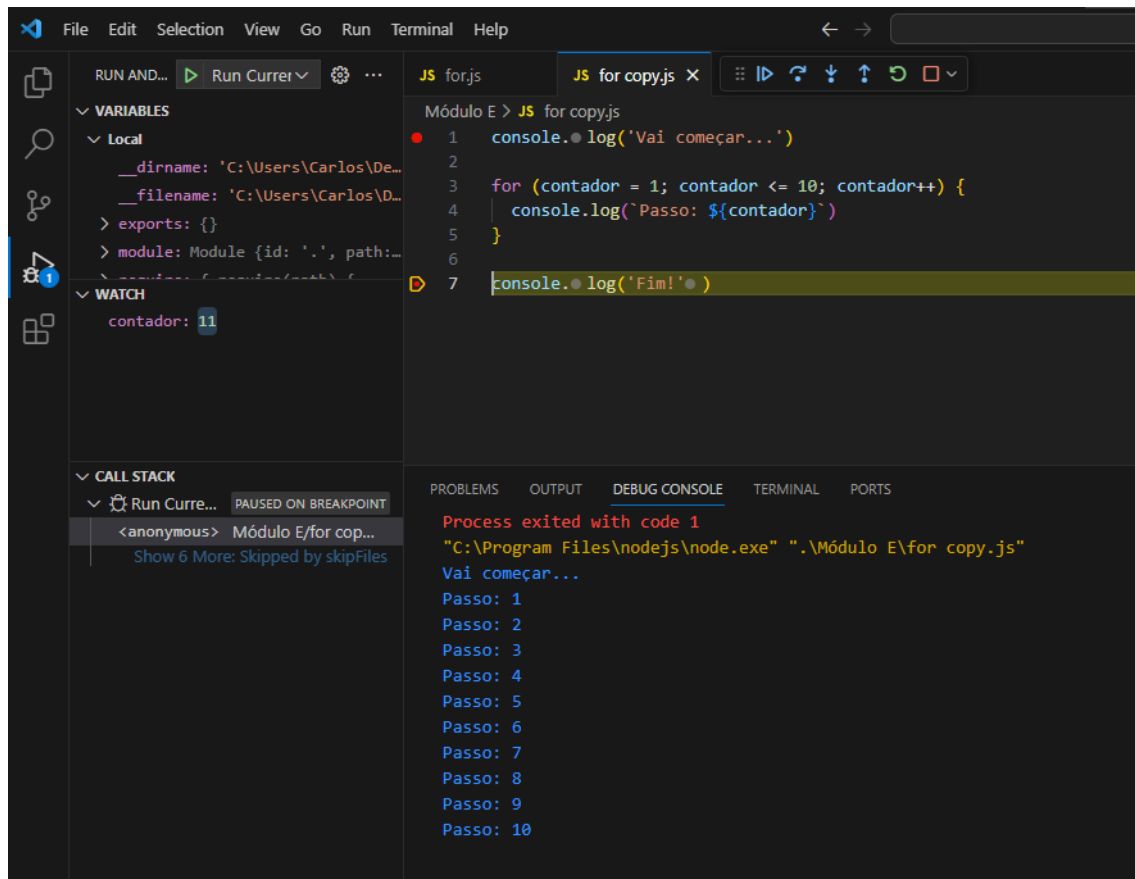 File Edit Selection View Go Run Terminal Help
RUN AND... Run Currer
VARIABLES
Local
__dirname: 'C:\Users\Carlos\De...
__filename: 'C:\Users\Carlos\D...
exports: {}
module: Module {id: '.', path:...
WATCH
contador: 11
CALL STACK
Run Curre... PAUSED ON BREAKPOINT
<anonymous> Módulo E/for cop...
Show 6 More: Skipped by skipFiles
1
JS for.js JS for copy.js
Módulo E > JS for copy.js
1 console.log('Vai começar...')
2
3 for (contador = 1; contador <= 10; contador++) {
4 console.log(`Passo: ${contador}`)
5 }
6
7 console.log('Fim!')
PROBLEMS OUTPUT DEBUG CONSOLE TERMINAL PORTS
Process exited with code 1
"C:\Program Files\nodejs\node.exe" ".\Módulo E\for copy.js"
Vai começar...
Passo: 1
Passo: 2
Passo: 3
Passo: 4
Passo: 5
Passo: 6
Passo: 7
Passo: 8
Passo: 9
Passo: 10